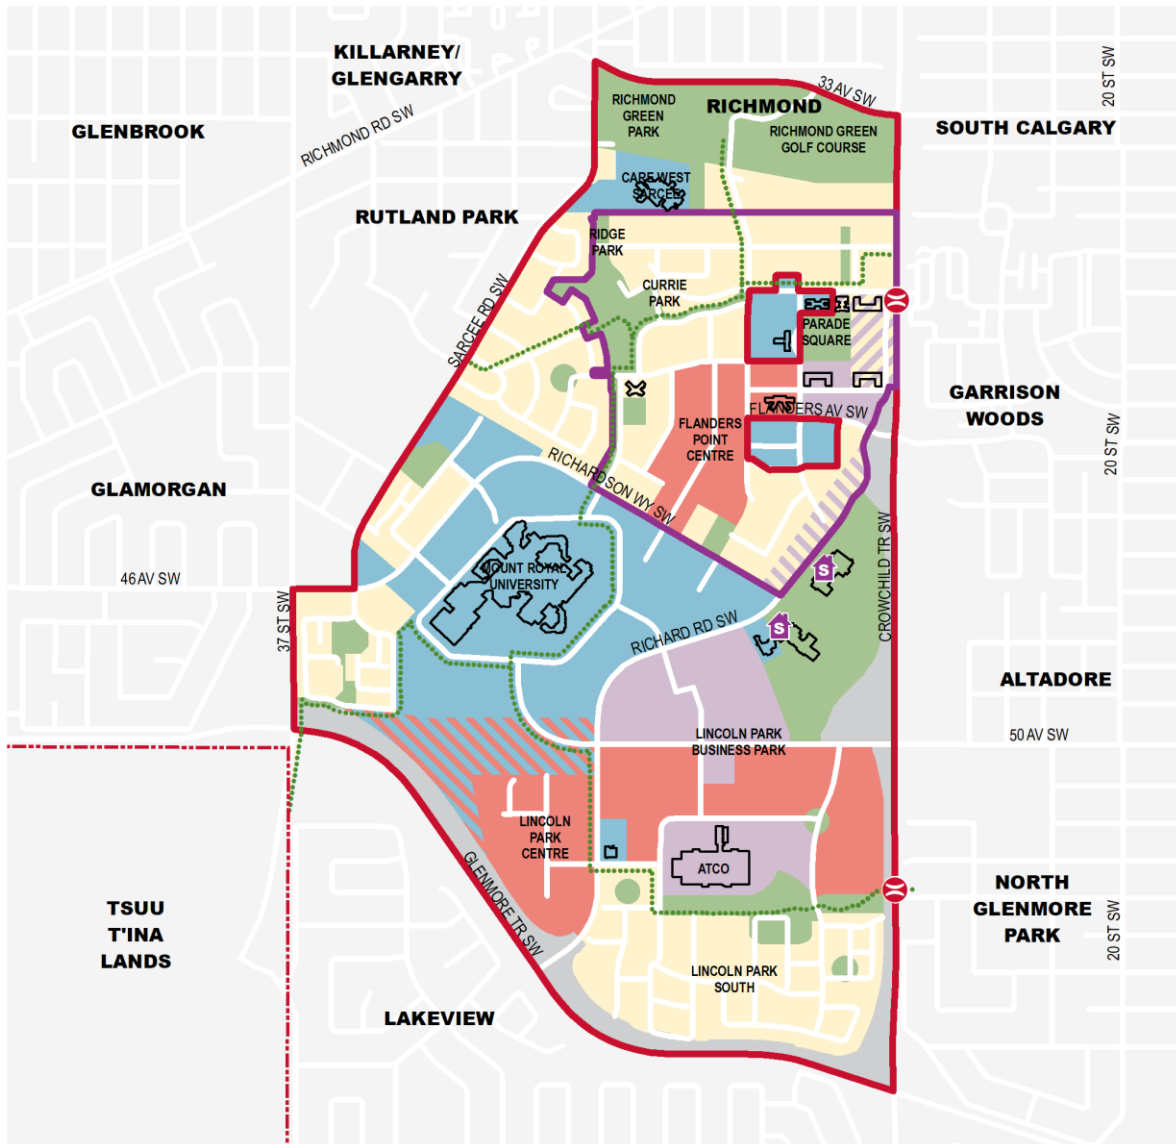 KILLARNEY/
GLENGARRY
20 ST SW
33 AV SW
RICHMOND
GREEN
PARK
RICHMOND
GLENBROOK
RICHMOND RD SW
SOUTH CALGARY
RICHMOND GREEN
GOLF COURSE
CARE WEST
SARCEE
RUTLAND PARK
RIDGE
PARK
CURRIE
PARK
SARCEE RD SW
PARADE
SQUARE
GARRISON
WOODS
FLANDERS AV SW
FLANDERS
POINT
CENTRE
20 ST SW
GLAMORGAN
RICHARDSON WY SW
MOUNT ROYAL
UNIVERSITY
46 AV SW
S
CROWCHILD TR SW
37 ST SW
S
RICHARD RD SW
ALTADORE
LINCOLN PARK
BUSINESS PARK
50 AV SW
LINCOLN
PARK
CENTRE
ATCO
GLENMORE TR SW
NORTH
GLENMORE
PARK
20 ST SW
TSUU
T'INA
LANDS
LINCOLN PARK
SOUTH
LAKEVIEW